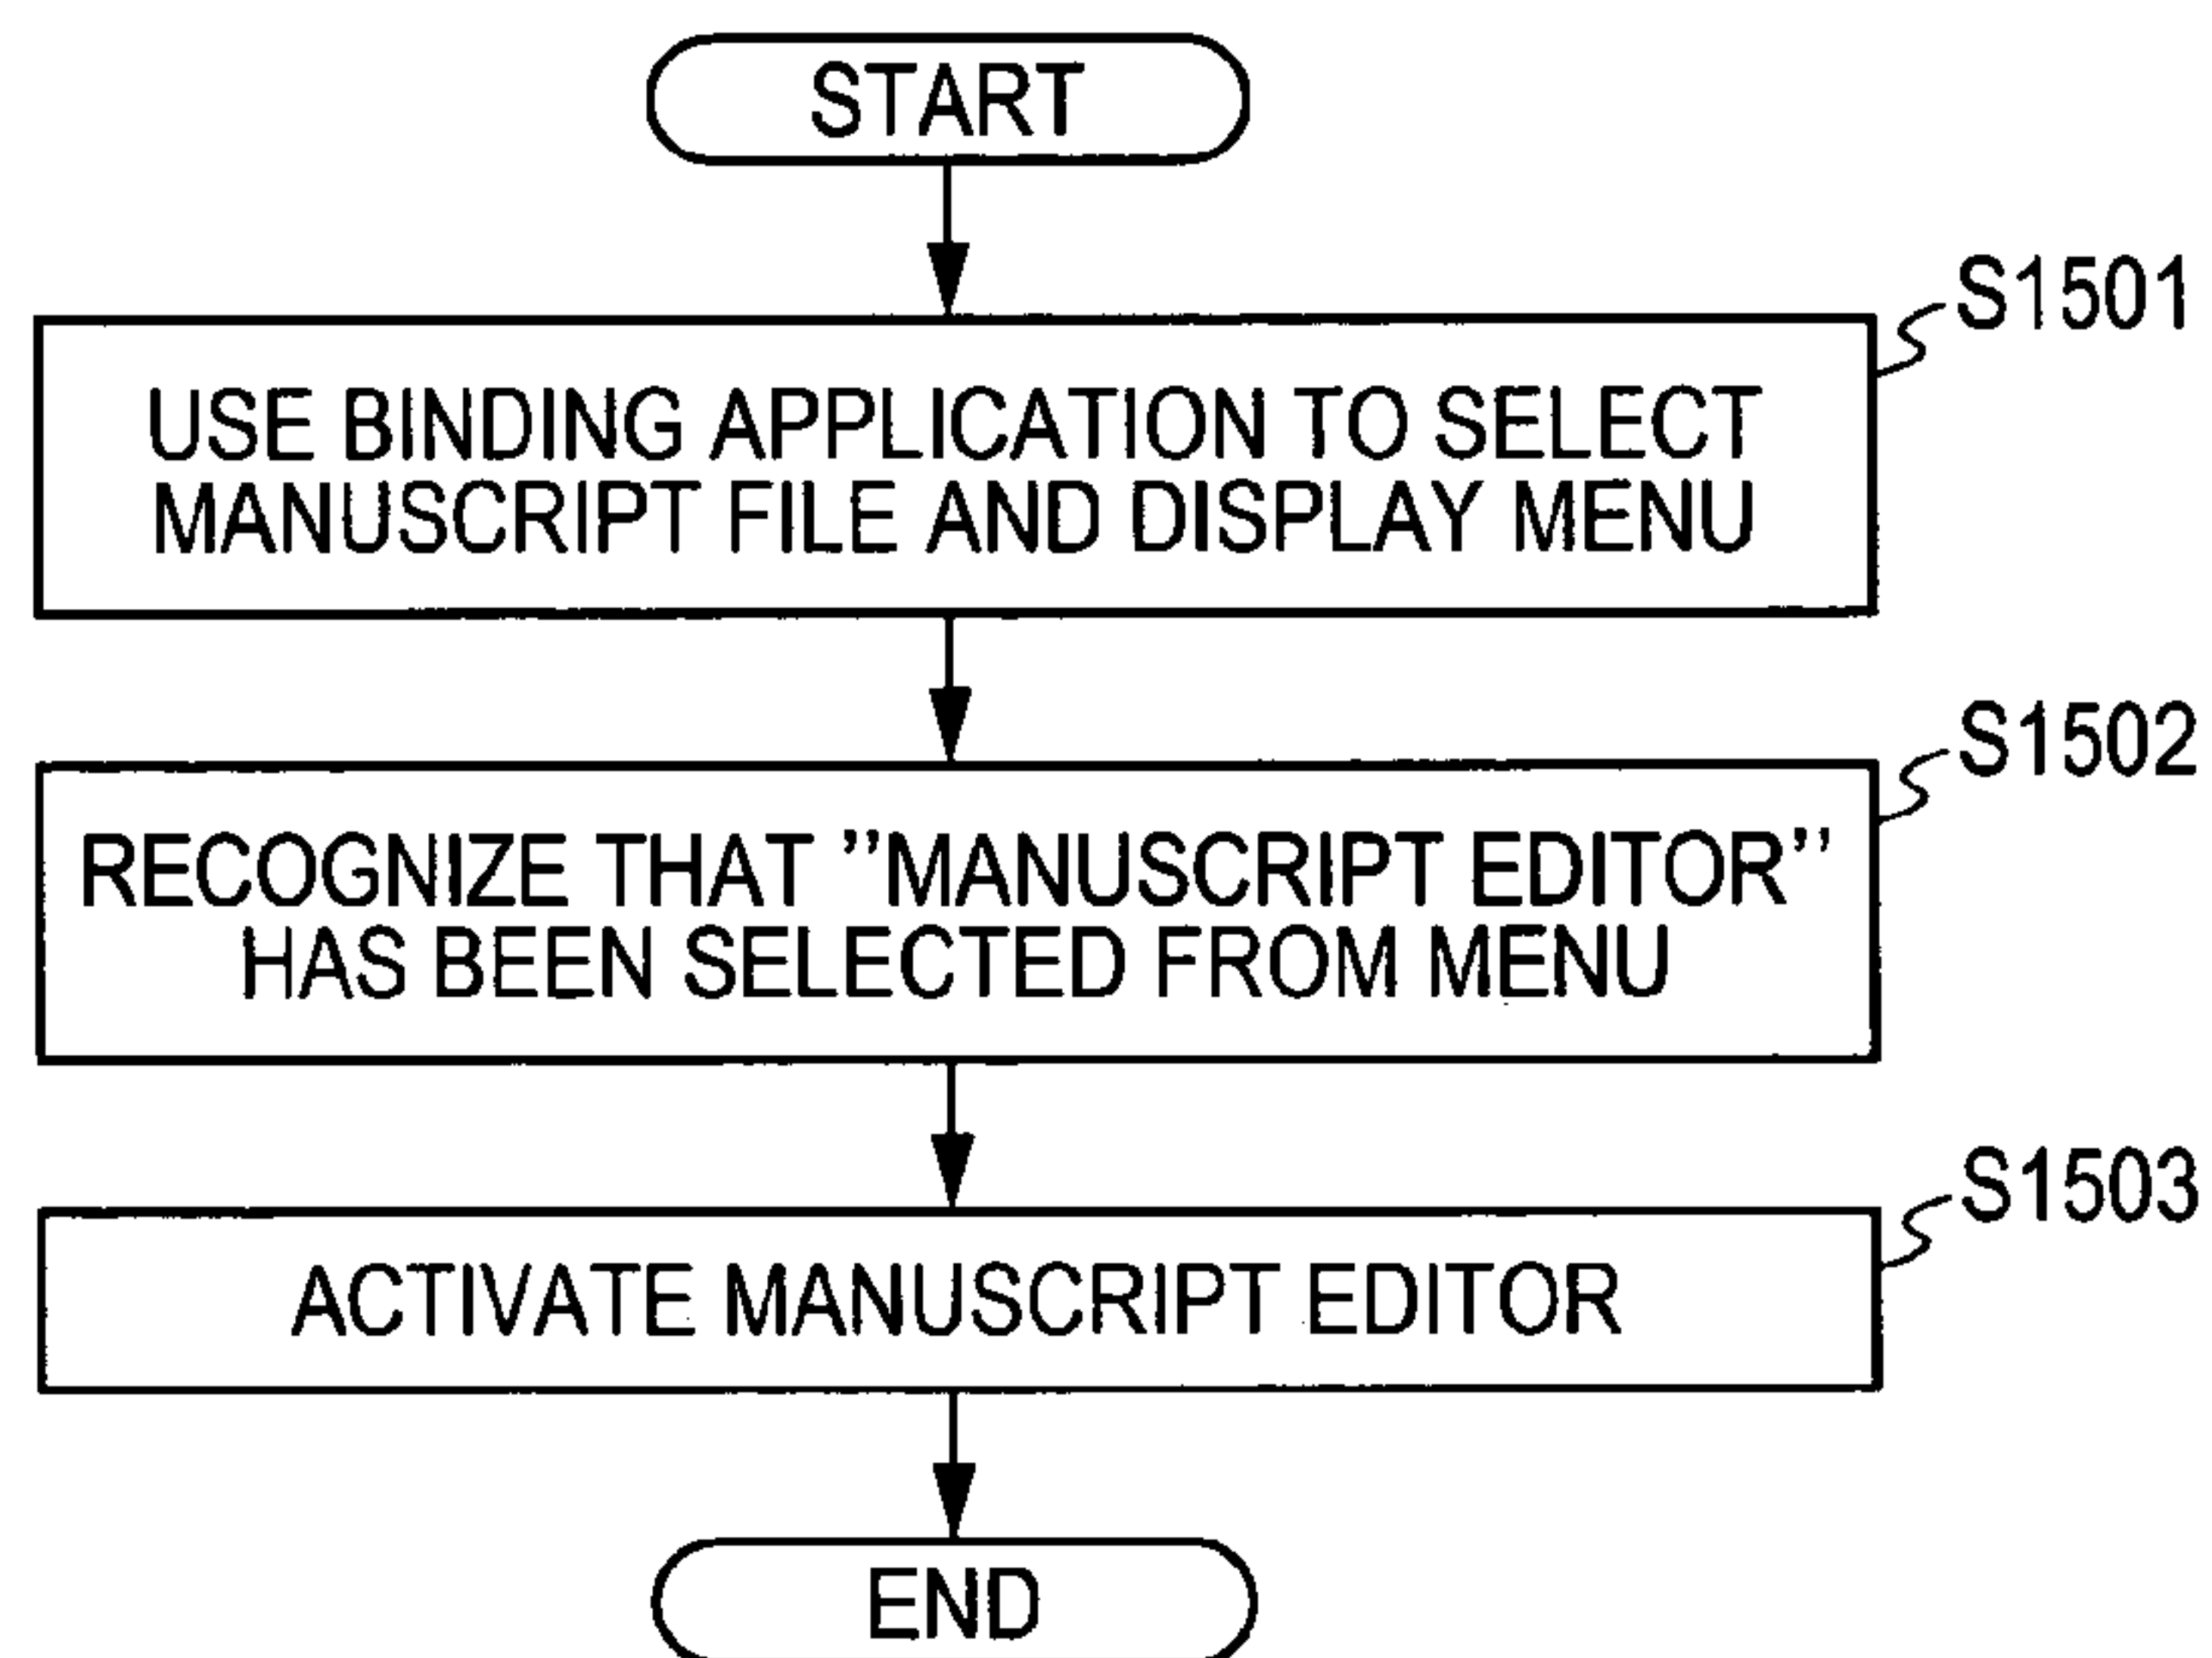 START
S1501
USE BINDING APPLICATION TO SELECT
MANUSCRIPT FILE AND DISPLAY MENU
S1502
RECOGNIZE THAT "MANUSCRIPT EDITOR"
HAS BEEN SELECTED FROM MENU
S1503
ACTIVATE MANUSCRIPT EDITOR
END